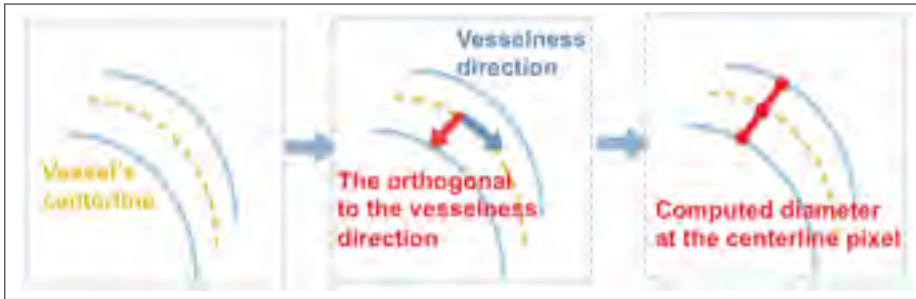 Vessel's
centerline
Vesselness
direction
The orthogonal
to the vesselness
direction
Computed diameter
at the centerline pixel